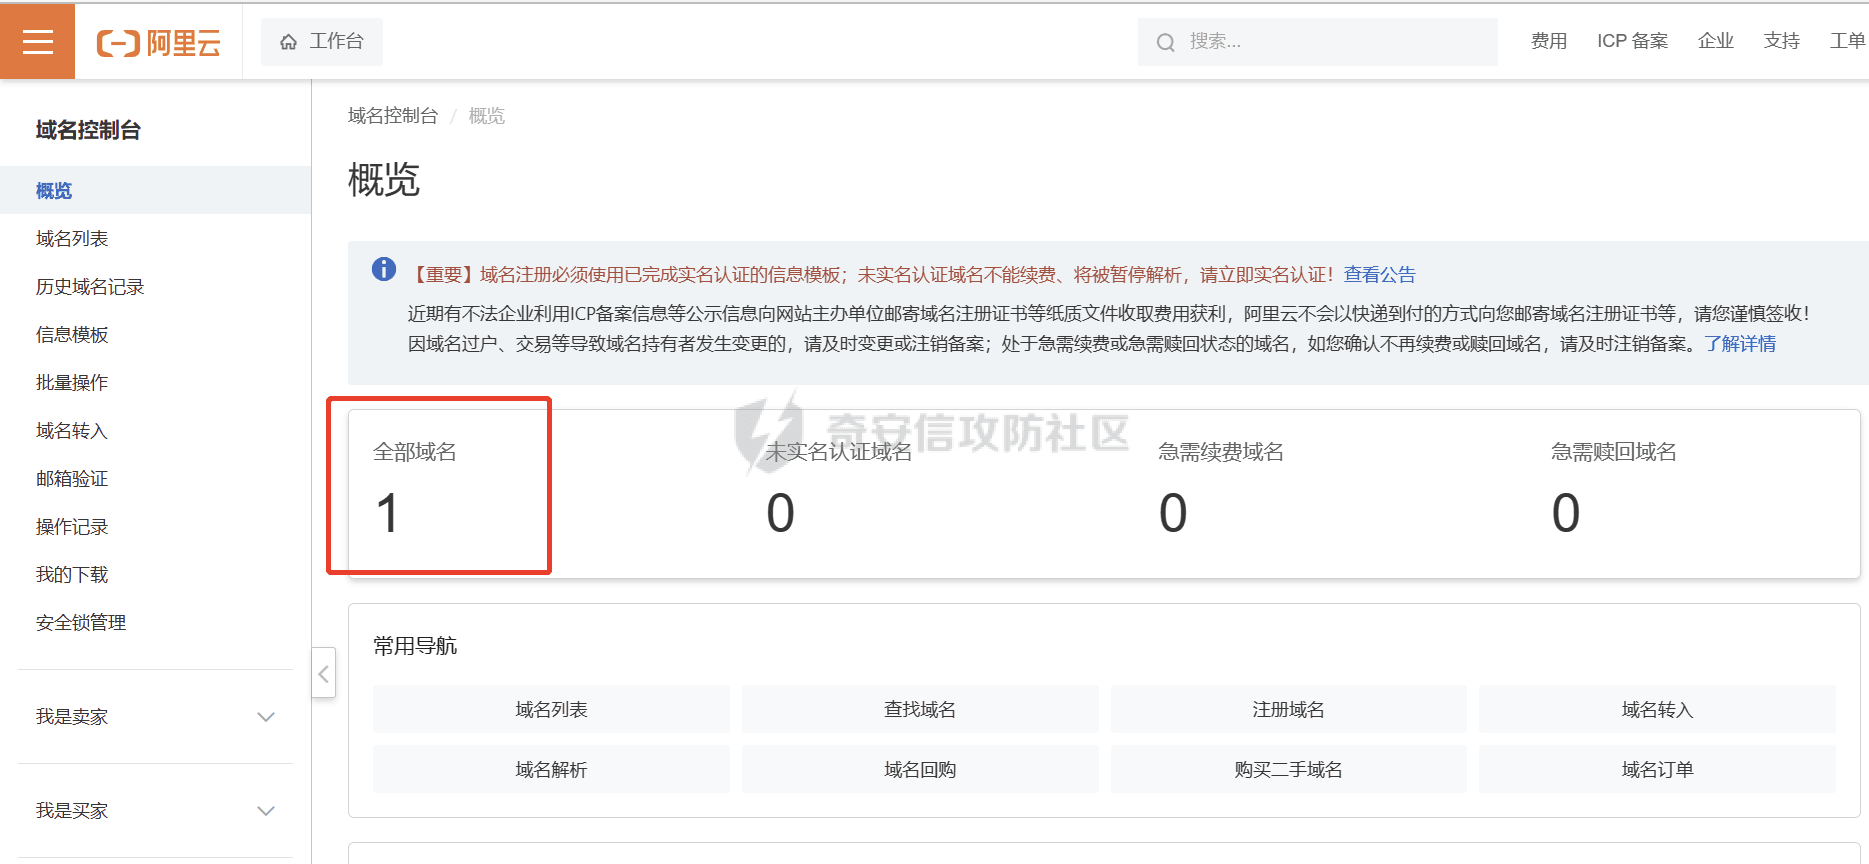 阿里云
工作台
搜索...
费用
ICP 备案
企业
支持
工单
域名控制台
概览
域名列表
历史域名记录
信息模板
批量操作
域名转入
邮箱验证
操作记录
我的下载
安全锁管理
我是卖家
我是买家
域名控制台 / 概览
概览
【重要】域名注册必须使用已完成实名认证的信息模板；未实名认证域名不能续费、将被暂停解析，请立即实名认证！查看公告
近期有不法企业利用ICP备案信息等公示信息向网站主办单位邮寄域名注册证书等纸质文件收取费用获利，阿里云不会以快递到付的方式向您邮寄域名注册证书等，请您谨慎签收！
因域名过户、交易等导致域名持有者发生变更的，请及时变更或注销备案；处于急需续费或急需赎回状态的域名，如您确认不再续费或赎回域名，请及时注销备案。了解详情
奇安信攻防社区
全部域名
1
未实名认证域名
0
急需续费域名
0
急需赎回域名
0
常用导航
域名列表
查找域名
注册域名
域名转入
域名解析
域名回购
购买二手域名
域名订单